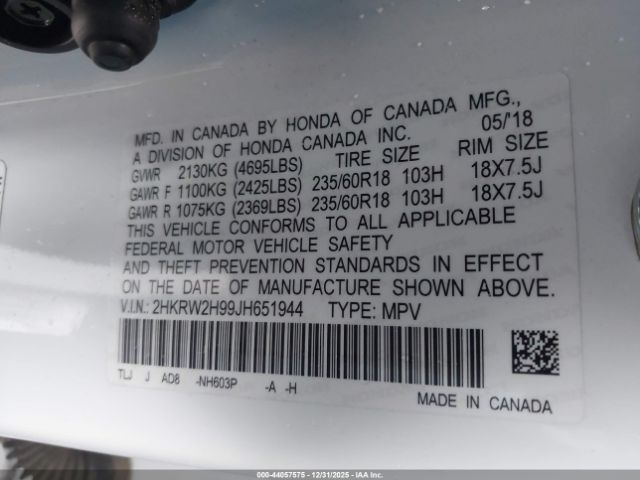 MFD. IN CANADA BY HONDA OF CANADA MFG.,
A DIVISION OF HONDA CANADA INC. 05/'18
GVWR 2130KG (4695LBS) TIRE SIZE RIM SIZE
GAWR F 1100KG (2425LBS) 235/60R18 103H 18X7.5J
GAWR R 1075KG (2369LBS) 235/60R18 103H 18X7.5J
THIS VEHICLE CONFORMS TO ALL APPLICABLE
FEDERAL MOTOR VEHICLE SAFETY
AND THEFT PREVENTION STANDARDS IN EFFECT
ON THE DATE OF MANUFACTURE SHOWN ABOVE.
V.I.N.: 2HKRW2H99JH651944 TYPE: MPV
TLJ J AD8 -NH603P -A -H
MADE IN CANADA
000-44057575 - 12/31/2025 - IAA Inc.